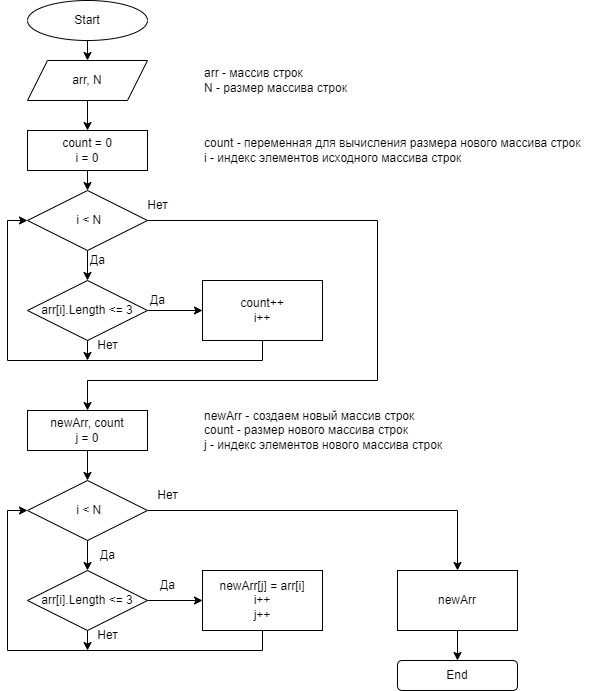 Start
arr, N
arr - массив строк
N - размер массива строк
count = 0
i = 0
count - переменная для вычисления размера нового массива строк
i - индекс элементов исходного массива строк
i < N
Нет
Да
arr[i].Length <= 3
Да
count++
i++
Нет
newArr, count
j = 0
newArr - создаем новый массив строк
count - размер нового массива строк
j - индекс элементов нового массива строк
i < N
Нет
Да
arr[i].Length <= 3
Да
newArr[j] = arr[i]
i++
j++
Нет
newArr
End